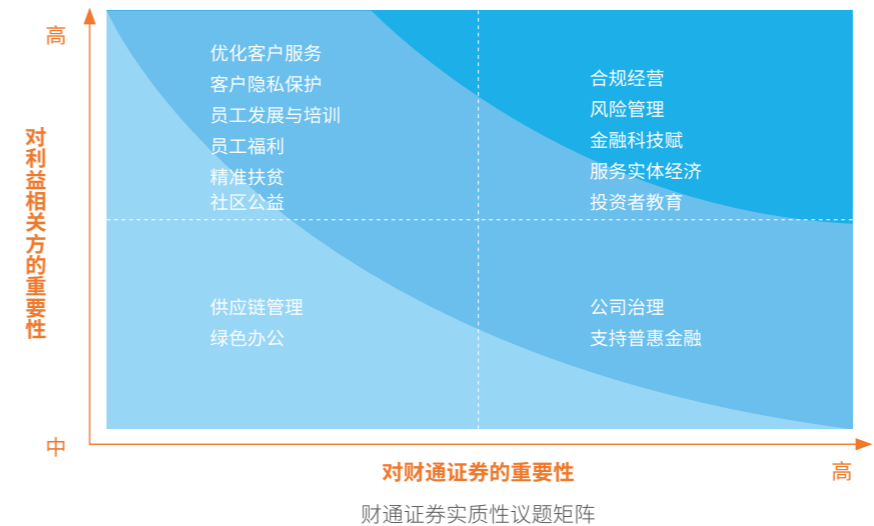 高
对利益相关方的重要性
优化客户服务
客户隐私保护
员工发展与培训
员工福利
精准扶贫
社区公益
合规经营
风险管理
金融科技赋
服务实体经济
投资者教育
供应链管理
绿色办公
公司治理
支持普惠金融
中
对财通证券的重要性
高
财通证券实质性议题矩阵